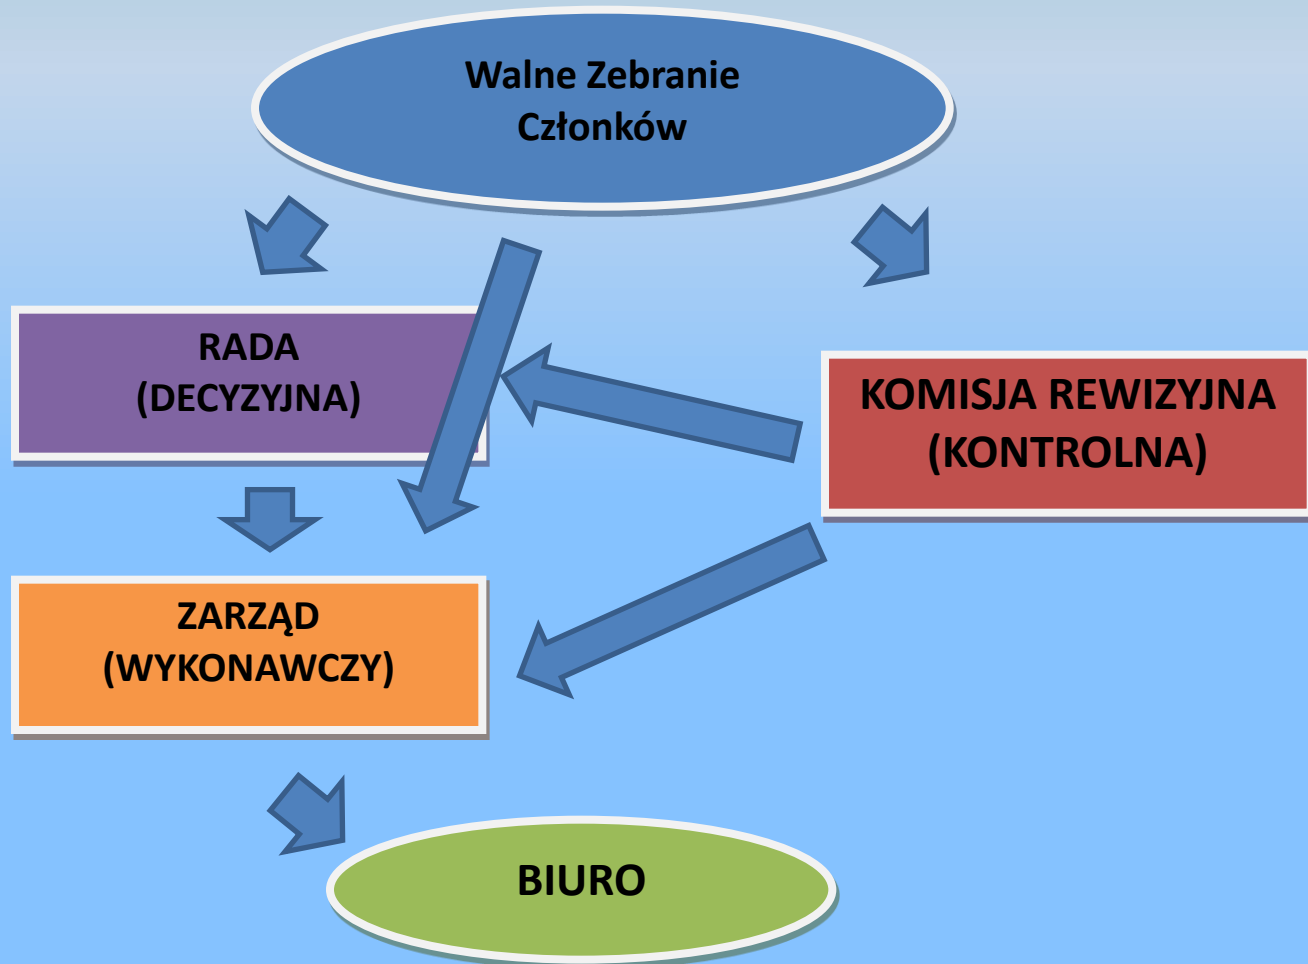 Walne Zebranie
Członków
RADA
(DECYZYJNA)
KOMISJA REWIZYJNA
(KONTROLNA)
ZARZĄD
(WYKONAWCZY)
BIURO